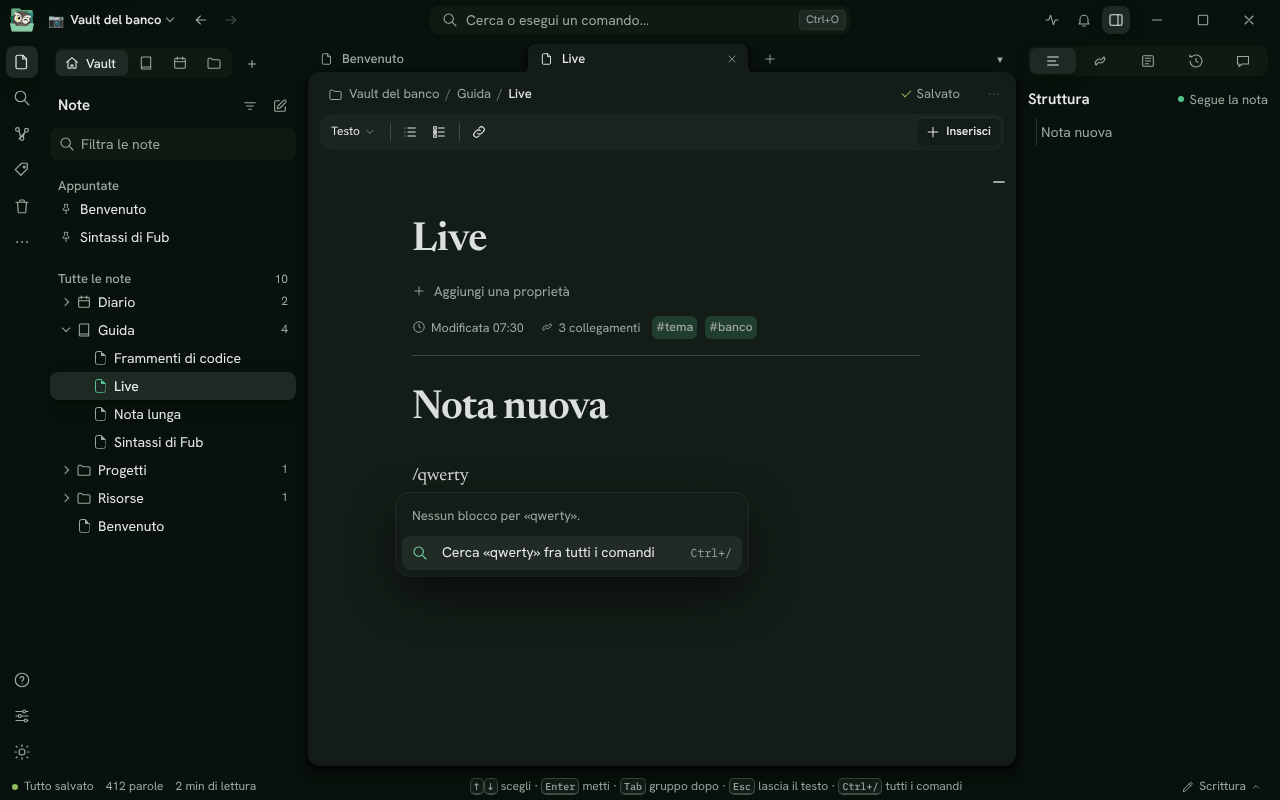 Vault del banco
Cerca o esegui un comando...
Ctrl+O
Vault
Note
Filtra le note
Appuntate
Benvenuto
Sintassi di Fub
Tutte le note 10
Diario 2
Guida 4
Frammenti di codice
Live
Nota lunga
Sintassi di Fub
Progetti 1
Risorse 1
Benvenuto
Benvenuto
Live
Vault del banco / Guida / Live
Salvato
Testo
Inserisci
Live
Aggiungi una proprietà
Modificata 07:30 3 collegamenti #tema #banco
Nota nuova
/qwerty
Nessun blocco per «qwerty».
Cerca «qwerty» fra tutti i comandi Ctrl+/
Struttura
Segue la nota
Nota nuova
Tutto salvato 412 parole 2 min di lettura
↑ ↓ scegli · Enter metti · Tab gruppo dopo · Esc lascia il testo · Ctrl+/ tutti i comandi
Scrittura